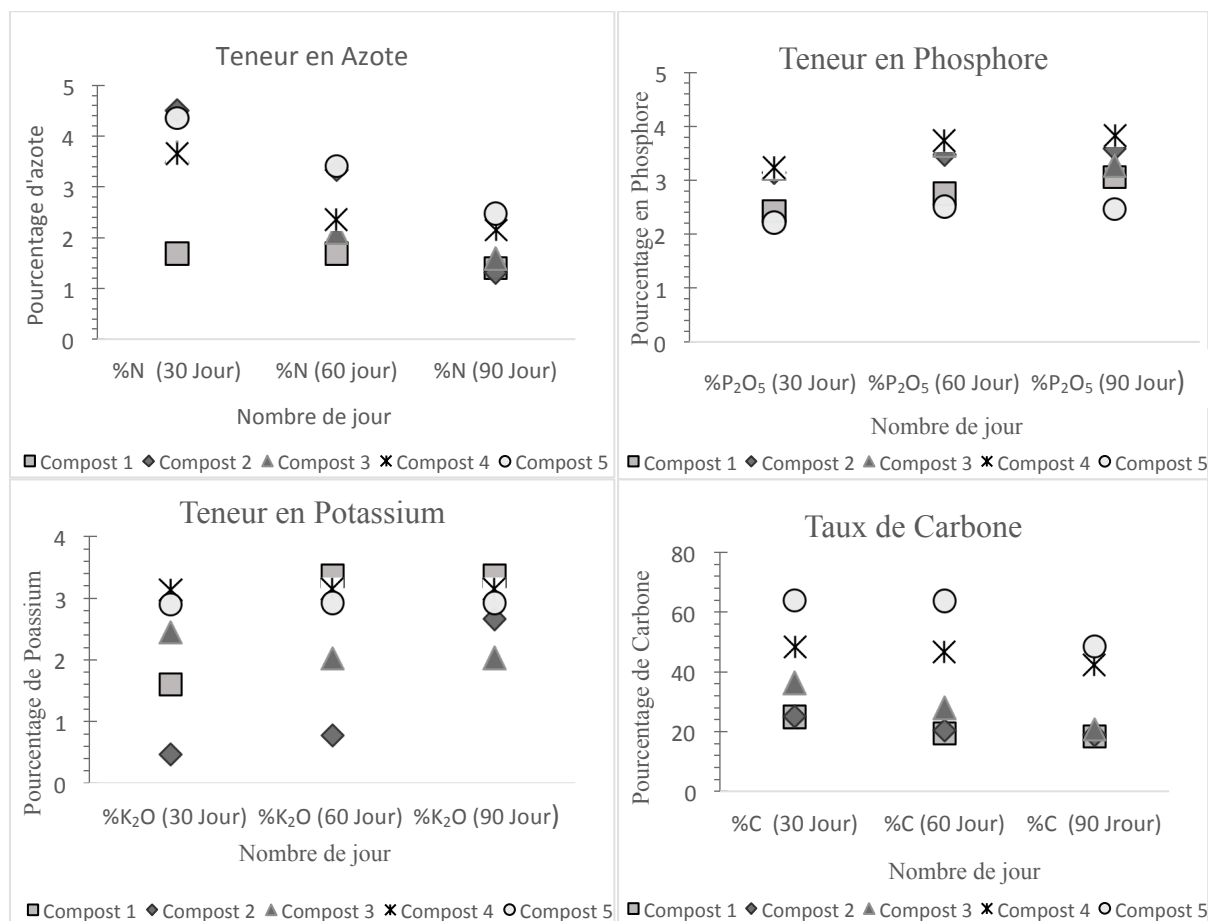 Teneur en Azote
Pourcentage d'azote
5
4
3
2
1
0
%N (30 Jour) %N (60 jour) %N (90 Jour)
Nombre de jour
Compost 1 Compost 2 Compost 3 Compost 4 Compost 5
Teneur en Phosphore
Pourcentage en Phosphore
5
4
3
2
1
0
%P₂O₅ (30 Jour) %P₂O₅ (60 Jour) %P₂O₅ (90 Jour)
Nombre de jour
Compost 1 Compost 2 Compost 3 Compost 4 Compost 5
Teneur en Potassium
Pourcentage de Poassium
4
3
2
1
0
%K₂O (30 Jour) %K₂O (60 Jour) %K₂O (90 Jour)
Nombre de jour
Compost 1 Compost 2 Compost 3 Compost 4 Compost 5
Taux de Carbone
Pourcentage de Carbone
80
60
40
20
0
%C (30 Jour) %C (60 Jour) %C (90 Jrour)
Nombre de jour
Compost 1 Compost 2 Compost 3 Compost 4 Compost 5